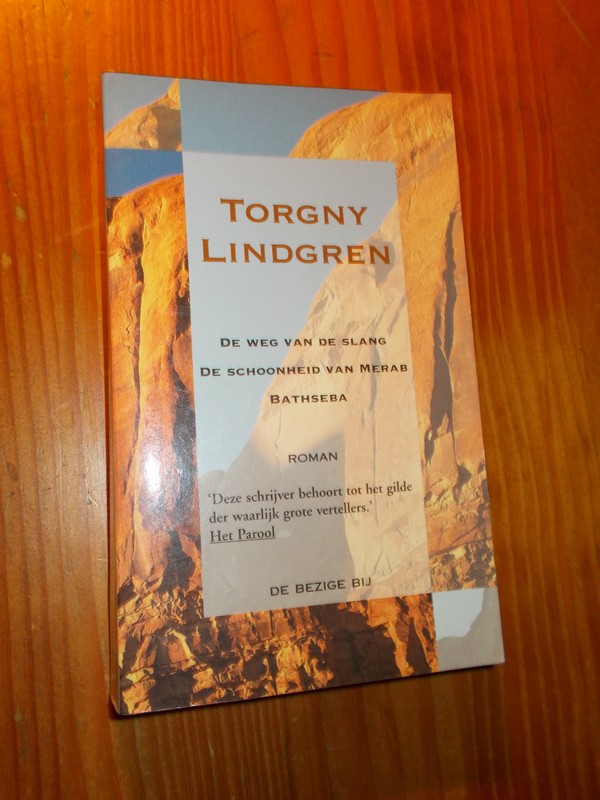 TORGNY
LINDGREN
DE WEG VAN DE SLANG
DE SCHOONHEID VAN MERAB
BATHSEBA
ROMAN
‘Deze schrijver behoort tot het gilde
der waarlijk grote vertellers.’
Het Parool
DE BEZIGE BIJ